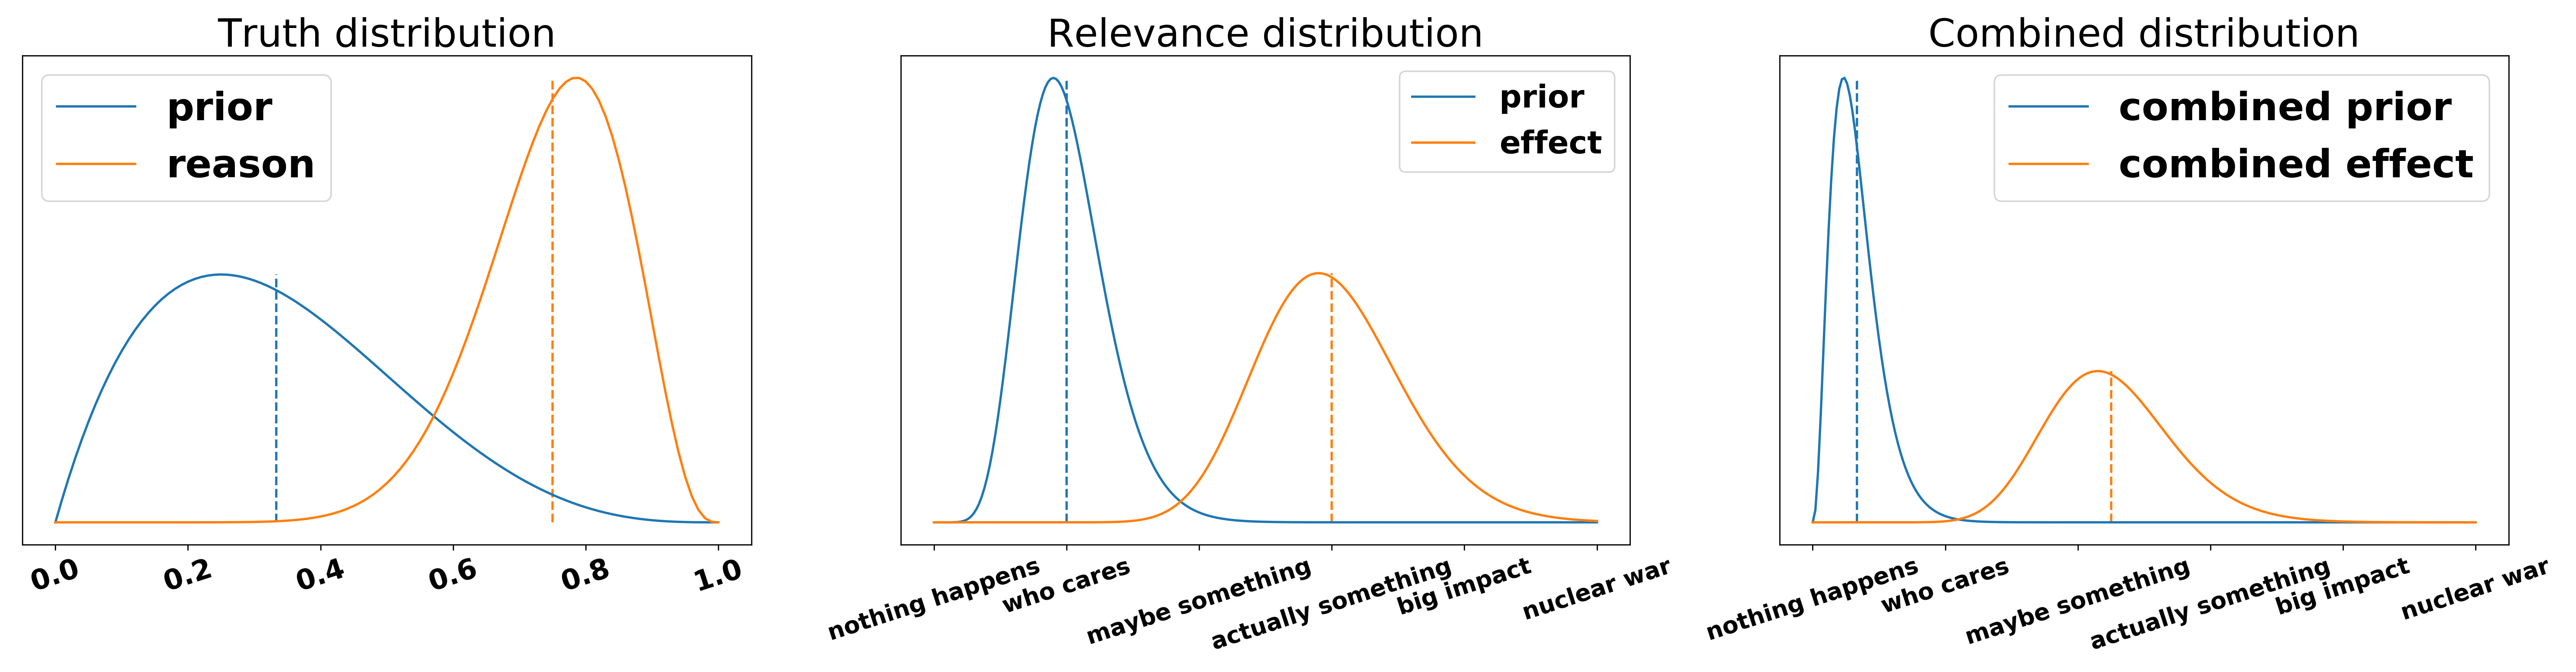 Truth distribution
prior
reason
0.0
0.2
0.4
0.6
0.8
1.0
Relevance distribution
prior
effect
nothing happens
who cares
maybe something
actually something
big impact
nuclear war
Combined distribution
combined prior
combined effect
nothing happens
who cares
maybe something
actually something
big impact
nuclear war